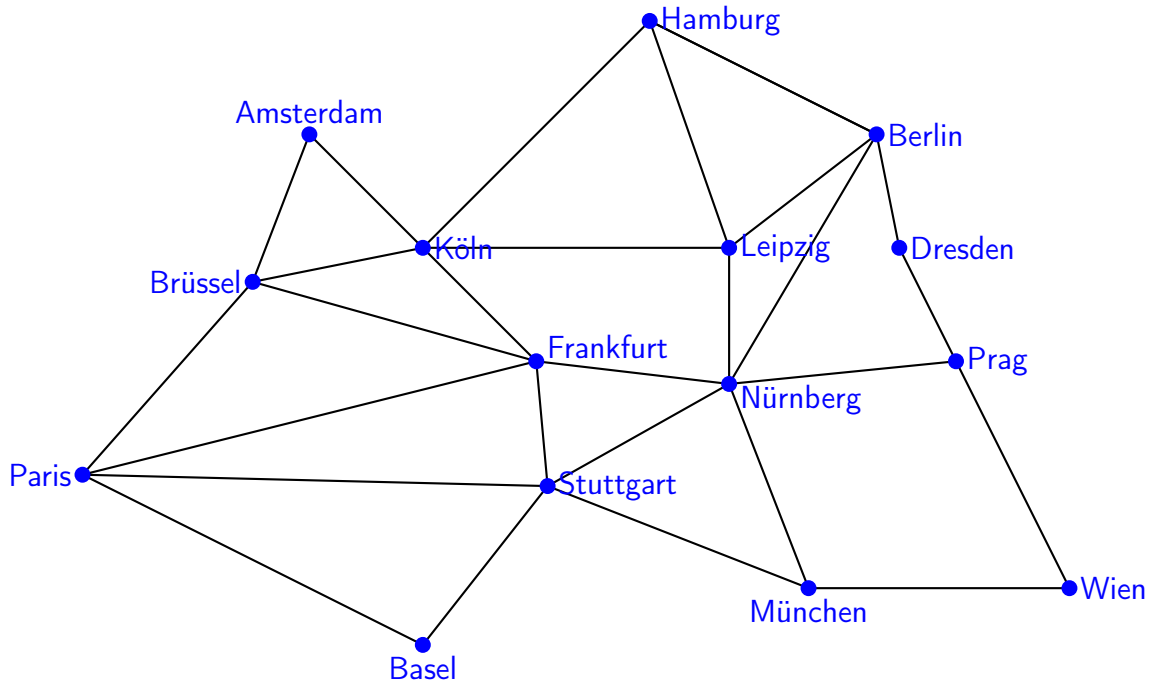 Hamburg
Amsterdam
Berlin
Köln
Leipzig
Dresden
Brüssel
Frankfurt
Prag
Nürnberg
Paris
Stuttgart
Wien
München
Basel